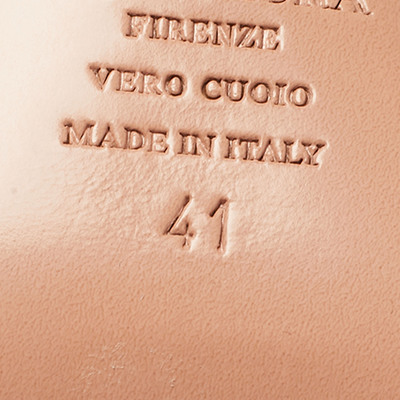 FIRENZE
VERO CUOIO
MADE IN ITALY
41